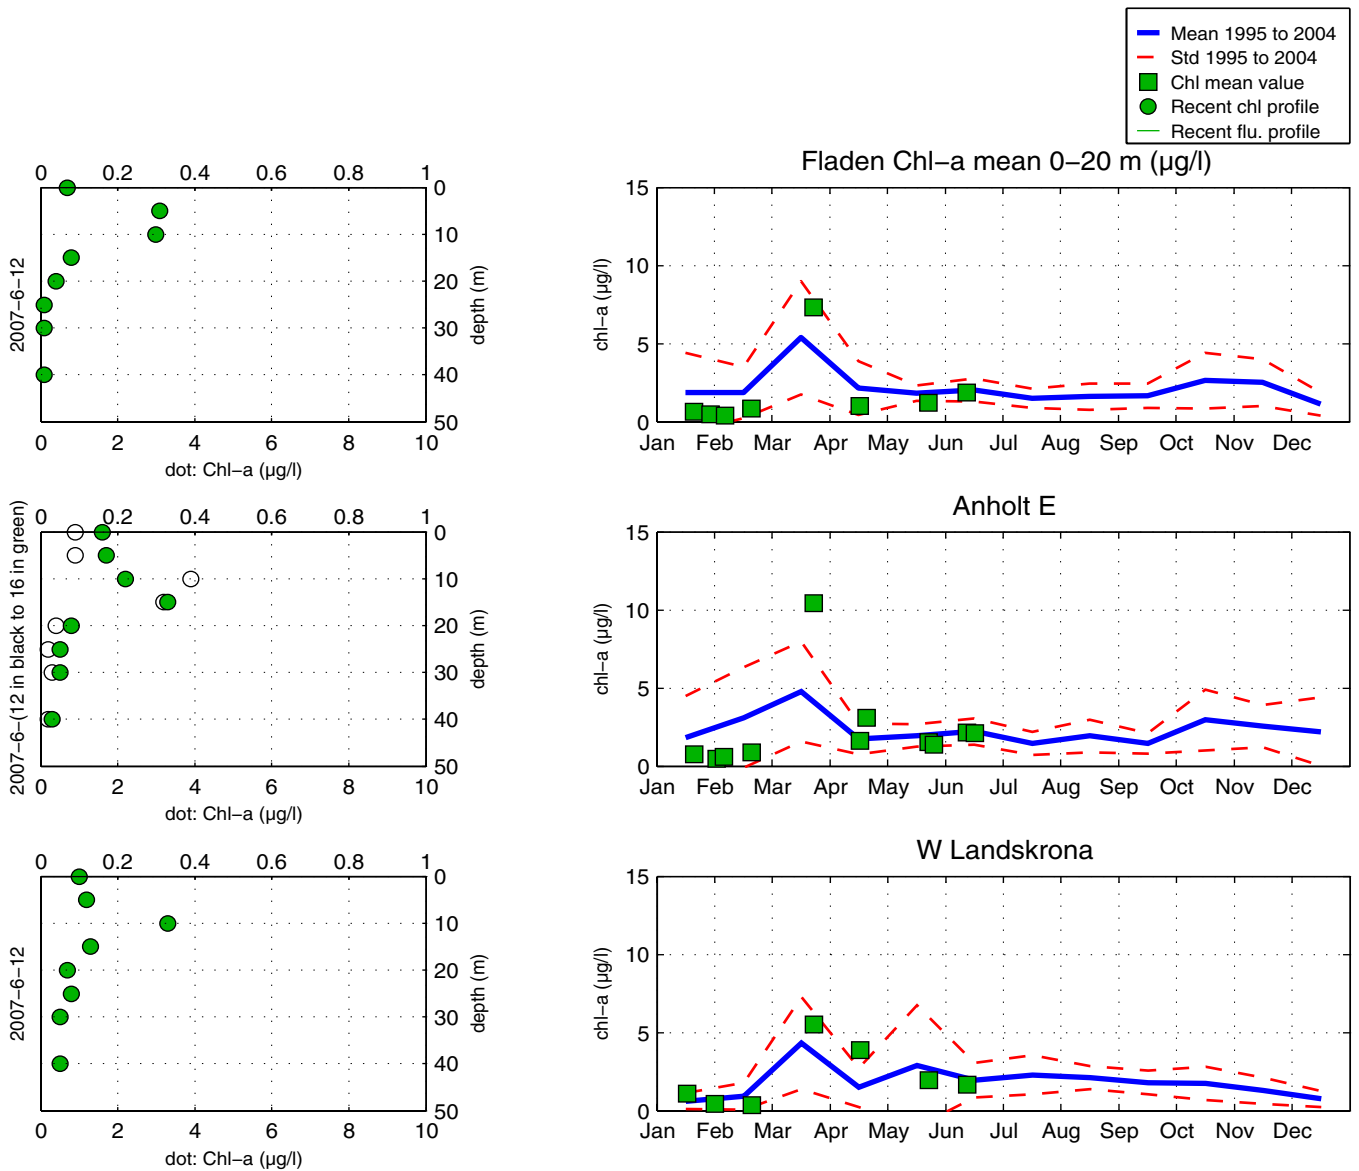 Mean 1995 to 2004
Std 1995 to 2004
Chl mean value
Recent chl profile
Recent flu. profile
Fladen Chl−a mean 0−20 m (µg/l)
0 0.2 0.4 0.6 0.8 1
0
10
20
30
40
50
depth (m)
2007−6−12
0 2 4 6 8 10
dot: Chl−a (µg/l)
15
10
5
0
chl−a (µg/l)
Jan Feb Mar Apr May Jun Jul Aug Sep Oct Nov Dec
Anholt E
0 0.2 0.4 0.6 0.8 1
0
10
20
30
40
50
depth (m)
2007−6−(12 in black to 16 in green)
0 2 4 6 8 10
dot: Chl−a (µg/l)
15
10
5
0
chl−a (µg/l)
Jan Feb Mar Apr May Jun Jul Aug Sep Oct Nov Dec
W Landskrona
0 0.2 0.4 0.6 0.8 1
0
10
20
30
40
50
depth (m)
2007−6−12
0 2 4 6 8 10
dot: Chl−a (µg/l)
15
10
5
0
chl−a (µg/l)
Jan Feb Mar Apr May Jun Jul Aug Sep Oct Nov Dec